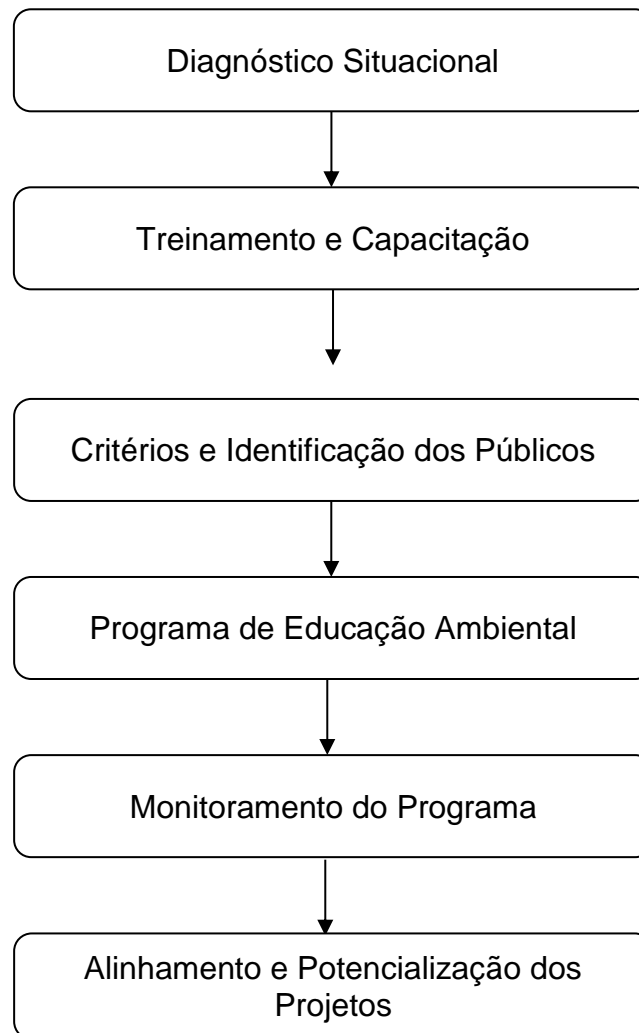 Diagnóstico Situacional
Treinamento e Capacitação
Critérios e Identificação dos Públicos
Programa de Educação Ambiental
Monitoramento do Programa
Alinhamento e Potencialização dos
Projetos